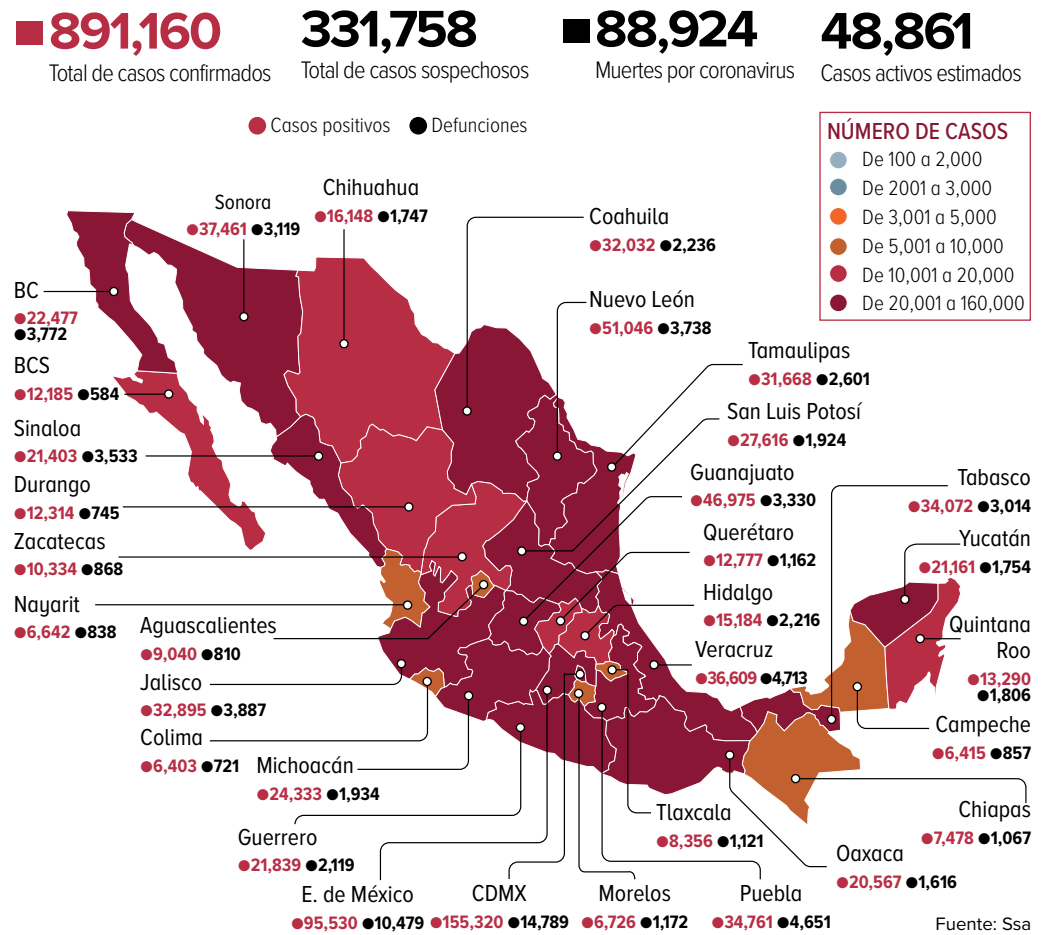 891,160
Total de casos confirmados
331,758
Total de casos sospechosos
88,924
Muertes por coronavirus
48,861
Casos activos estimados
Casos positivos Defunciones
NÚMERO DE CASOS
De 100 a 2,000
De 2001 a 3,000
De 3,001 a 5,000
De 5,001 a 10,000
De 10,001 a 20,000
De 20,001 a 160,000
Sonora
37,461 3,119
Chihuahua
16,148 1,747
Coahuila
32,032 2,236
Nuevo León
51,046 3,738
Tamaulipas
31,668 2,601
San Luis Potosí
27,616 1,924
Guanajuato
46,975 3,330
Querétaro
12,777 1,162
Hidalgo
15,184 2,216
Veracruz
36,609 4,713
Tabasco
34,072 3,014
Yucatán
21,161 1,754
Quintana
Roo
13,290
1,806
Campeche
6,415 857
Chiapas
7,478 1,067
Oaxaca
20,567 1,616
Tlaxcala
8,356 1,121
BC
22,477
3,772
BCS
12,185 584
Sinaloa
21,403 3,533
Durango
12,314 745
Zacatecas
10,334 868
Nayarit
6,642 838
Aguascalientes
9,040 810
Jalisco
32,895 3,887
Colima
6,403 721
Michoacán
24,333 1,934
Guerrero
21,839 2,119
E. de México
95,530 10,479
CDMX
155,320 14,789
Morelos
6,726 1,172
Puebla
34,761 4,651
Fuente: Ssa